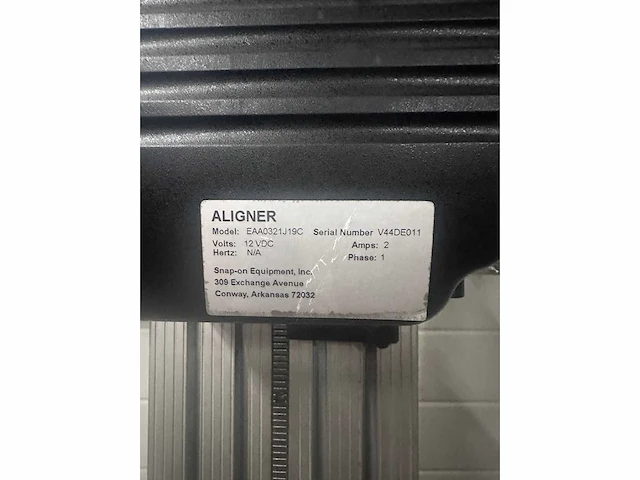 ALIGNER
Model: EAA0321J19C Serial Number V44DE011
Volts: 12 VDC Amps: 2
Hertz: N/A Phase: 1
Snap-on Equipment, Inc.
309 Exchange Avenue
Conway, Arkansas 72032